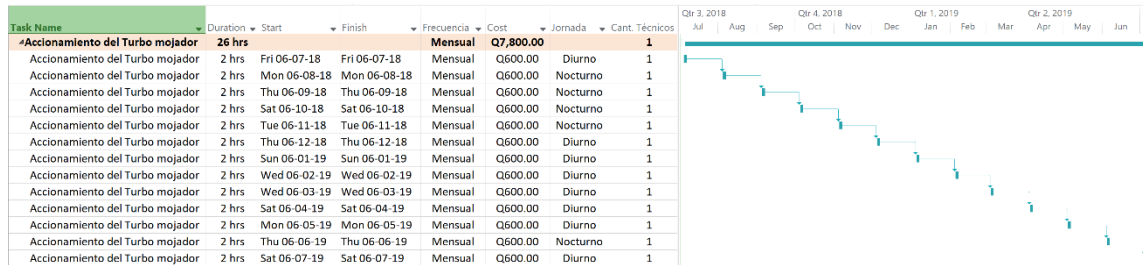 Qtr 3, 2018 Qtr 4, 2018 Qtr 1, 2019 Qtr 2, 2019
Task Name Duration Start Finish Frecuencia Cost Jornada Cant. Técnicos Jul Aug Sep Oct Nov Dec Jan Feb Mar Apr May Jun
Accionamiento del Turbo mojador 26 hrs Mensual Q7,800.00 1
Accionamiento del Turbo mojador 2 hrs Fri 06-07-18 Fri 06-07-18 Mensual Q600.00 Diurno 1
Accionamiento del Turbo mojador 2 hrs Mon 06-08-18 Mon 06-08-18 Mensual Q600.00 Nocturno 1
Accionamiento del Turbo mojador 2 hrs Thu 06-09-18 Thu 06-09-18 Mensual Q600.00 Nocturno 1
Accionamiento del Turbo mojador 2 hrs Sat 06-10-18 Sat 06-10-18 Mensual Q600.00 Nocturno 1
Accionamiento del Turbo mojador 2 hrs Tue 06-11-18 Tue 06-11-18 Mensual Q600.00 Nocturno 1
Accionamiento del Turbo mojador 2 hrs Thu 06-12-18 Thu 06-12-18 Mensual Q600.00 Diurno 1
Accionamiento del Turbo mojador 2 hrs Sun 06-01-19 Sun 06-01-19 Mensual Q600.00 Diurno 1
Accionamiento del Turbo mojador 2 hrs Wed 06-02-19 Wed 06-02-19 Mensual Q600.00 Diurno 1
Accionamiento del Turbo mojador 2 hrs Wed 06-03-19 Wed 06-03-19 Mensual Q600.00 Diurno 1
Accionamiento del Turbo mojador 2 hrs Sat 06-04-19 Sat 06-04-19 Mensual Q600.00 Diurno 1
Accionamiento del Turbo mojador 2 hrs Mon 06-05-19 Mon 06-05-19 Mensual Q600.00 Diurno 1
Accionamiento del Turbo mojador 2 hrs Thu 06-06-19 Thu 06-06-19 Mensual Q600.00 Nocturno 1
Accionamiento del Turbo mojador 2 hrs Sat 06-07-19 Sat 06-07-19 Mensual Q600.00 Diurno 1